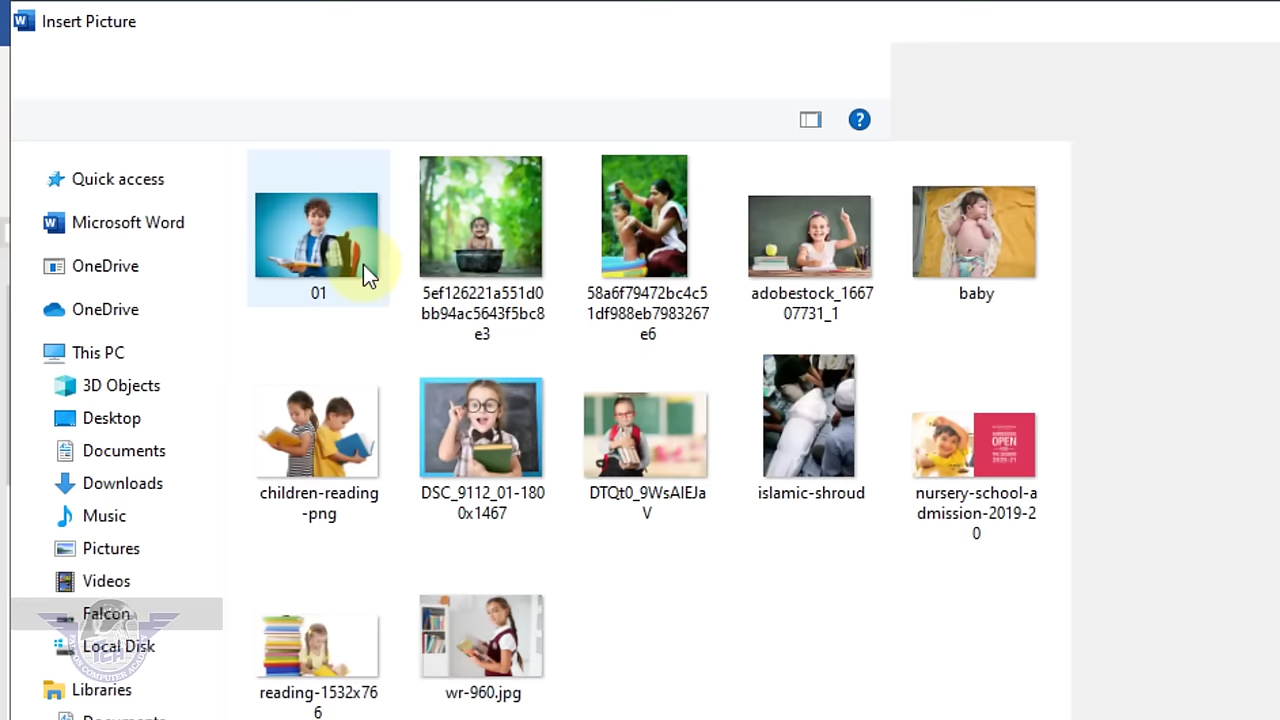 Insert Picture
?
Quick access
Microsoft Word
OneDrive
OneDrive
This PC
3D Objects
Desktop
Documents
Downloads
Music
Pictures
Videos
Falcon
Local Disk
Libraries
01
5ef126221a551d0
bb94ac5643f5bc8
e3
58a6f79472bc4c5
1df988eb7983267
e6
adobestock_1667
07731_1
baby
children-reading
-png
DSC_9112_01-180
0x1467
DTQt0_9WsAIEJa
V
islamic-shroud
OPEN
nursery-school-a
dmission-2019-2
0
reading-1532x76
6
wr-960.jpg